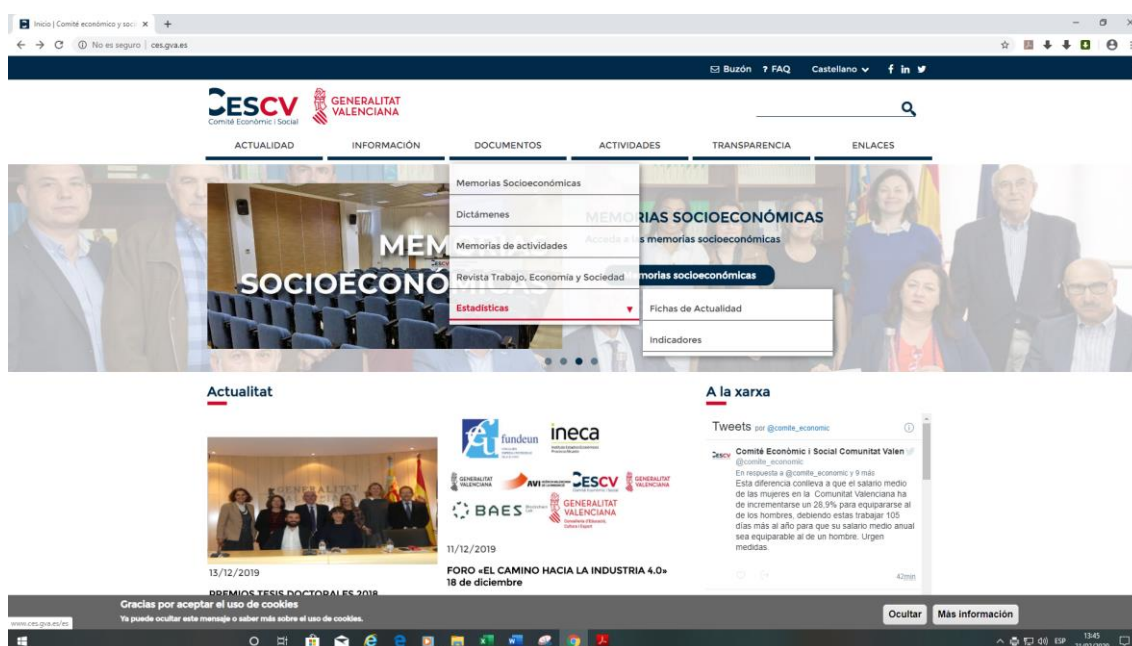 Inicio | Comité económico y soci
No es seguro | ces.gva.es
Buzón ? FAQ Castellano
CESCV
Comité Econòmic i Social
GENERALITAT
VALENCIANA
ACTUALIDAD INFORMACIÓN DOCUMENTOS ACTIVIDADES TRANSPARENCIA ENLACES
Memorias Socioeconómicas
Dictámenes
Memorias de actividades
Revista Trabajo, Economía y Sociedad
Estadísticas
Fichas de Actualidad
Indicadores
MEM
SOCIOECONÓMICAS
MEMORIAS SOCIOECONÓMICAS
Acceda a las memorias socioeconómicas
Memorias socioeconómicas
Actualitat
GENERALITAT
13/12/2019
PREMIOS TESIS DOCTORALES 2018
fundeun ineca
GENERALITAT
VALENCIANA
AVI
CESCV
GENERALITAT
VALENCIANA
BAES
GENERALITAT
VALENCIANA
11/12/2019
FORO «EL CAMINO HACIA LA INDUSTRIA 4.0»
18 de diciembre
A la xarxa
Tweets por @comite_economic
Comité Econòmic i Social Comunitat Valen
@comite_economic
En respuesta a @comite_economic y 9 más
Esta diferencia conlleva a que el salario medio
de las mujeres en la Comunitat Valenciana ha
de incrementarse un 28,9% para equipararse al
de los hombres, debiendo estas trabajar 105
días más al año para que su salario medio anual
sea equiparable al de un hombre. Urgen
medidas.
42min
Gracias por aceptar el uso de cookies
Ya puede ocultar este mensaje o saber más sobre el uso de cookies.
Ocultar Más información
www.ces.gva.es/es
ESP 13:45